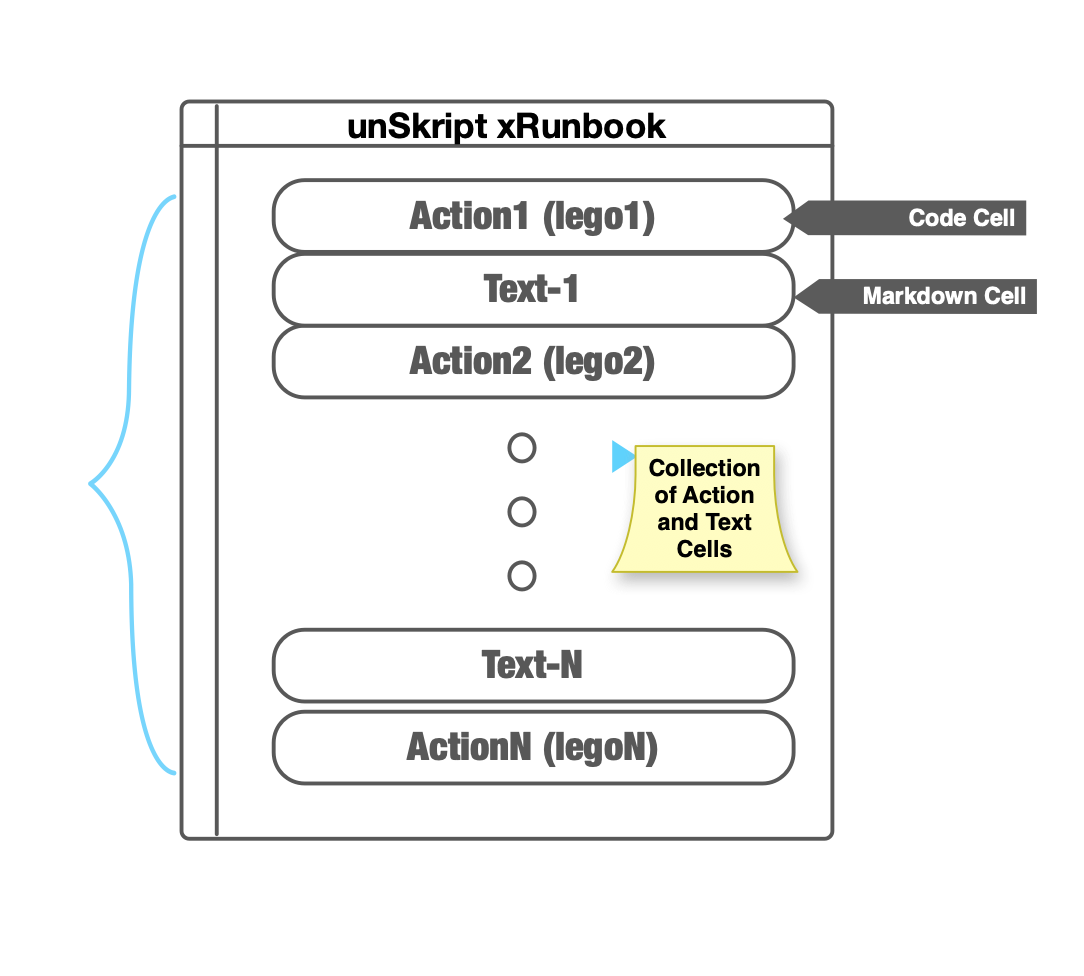 unSkript xRunbook
Action1 (lego1)
Code Cell
Text-1
Markdown Cell
Action2 (lego2)
Collection
of Action
and Text
Cells
Text-N
ActionN (legoN)